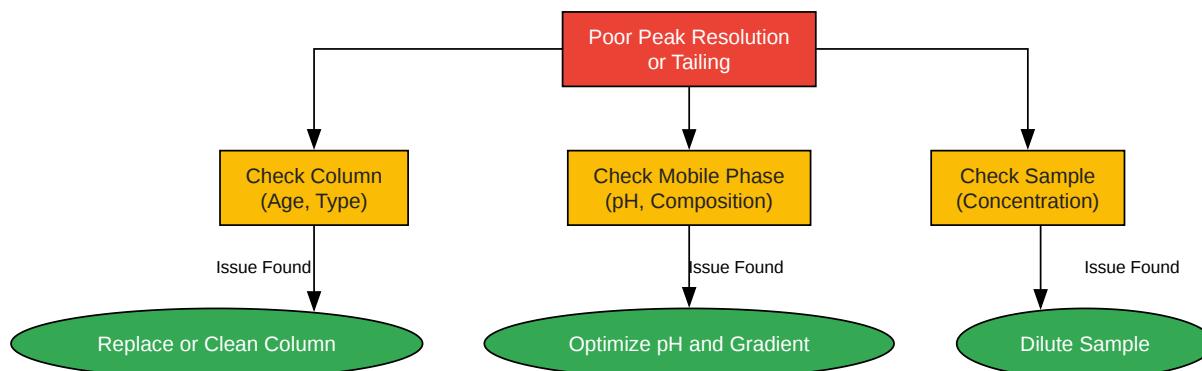 Poor Peak Resolution
or Tailing
Check Column
(Age, Type)
Check Mobile Phase
(pH, Composition)
Check Sample
(Concentration)
Issue Found
Issue Found
Issue Found
Replace or Clean Column
Optimize pH and Gradient
Dilute Sample